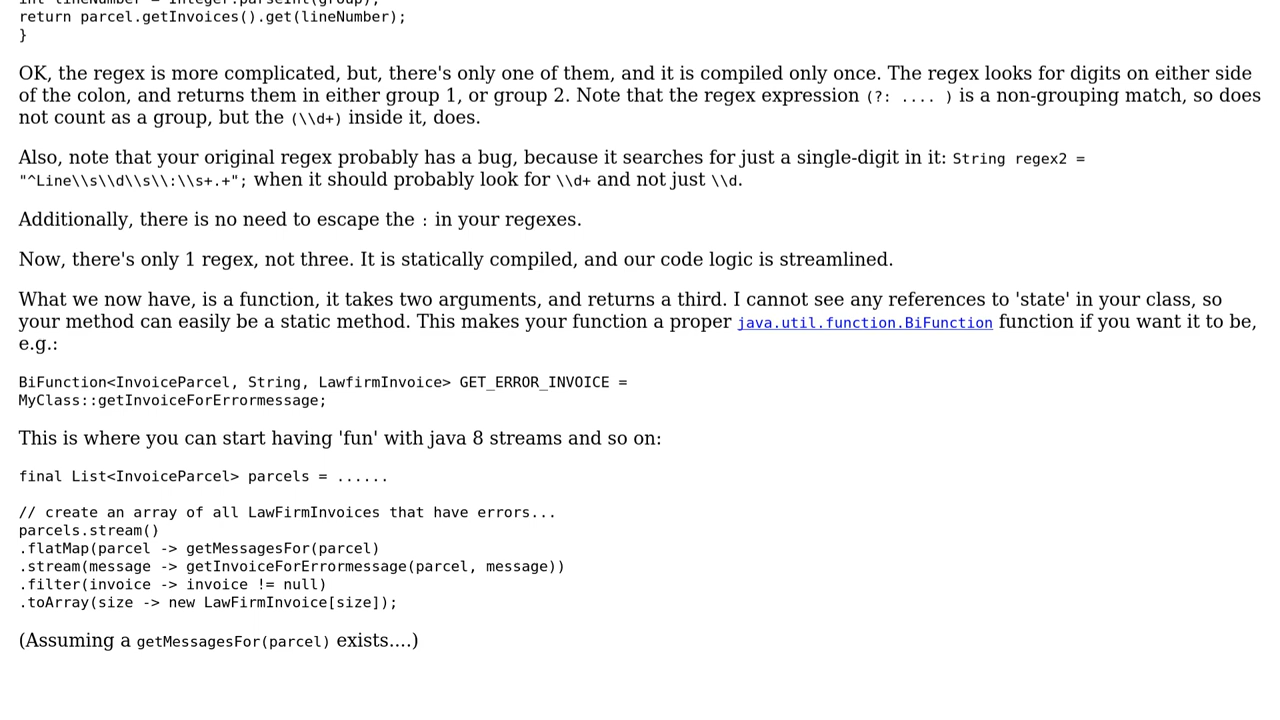 int lineNumber = Integer.parseInt(group);
return parcel.getInvoices().get(lineNumber);
}
OK, the regex is more complicated, but, there's only one of them, and it is compiled only once. The regex looks for digits on either side
of the colon, and returns them in either group 1, or group 2. Note that the regex expression (?: .... ) is a non-grouping match, so does
not count as a group, but the (\\d+) inside it, does.
Also, note that your original regex probably has a bug, because it searches for just a single-digit in it: String regex2 =
"^Line\\s\\d\\s\\:\\s+.+"; when it should probably look for \\d+ and not just \\d.
Additionally, there is no need to escape the : in your regexes.
Now, there's only 1 regex, not three. It is statically compiled, and our code logic is streamlined.
What we now have, is a function, it takes two arguments, and returns a third. I cannot see any references to 'state' in your class, so
your method can easily be a static method. This makes your function a proper java.util.function.BiFunction function if you want it to be,
e.g.:
BiFunction<InvoiceParcel, String, LawfirmInvoice> GET_ERROR_INVOICE =
MyClass::getInvoiceForErrormessage;
This is where you can start having 'fun' with java 8 streams and so on:
final List<InvoiceParcel> parcels = ......
// create an array of all LawFirmInvoices that have errors...
parcels.stream()
.flatMap(parcel -> getMessagesFor(parcel)
.stream(message -> getInvoiceForErrormessage(parcel, message))
.filter(invoice -> invoice != null)
.toArray(size -> new LawFirmInvoice[size]);
(Assuming a getMessagesFor(parcel) exists....)